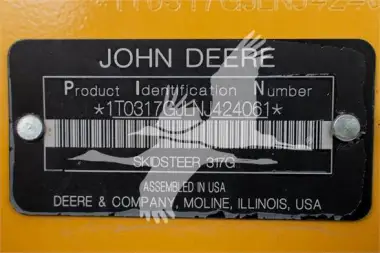 JOHN DEERE
Product Identification Number
*1T0317GJLNJ424061*
SKIDSTEER 317G
ASSEMBLED IN USA
DEERE & COMPANY, MOLINE, ILLINOIS, USA